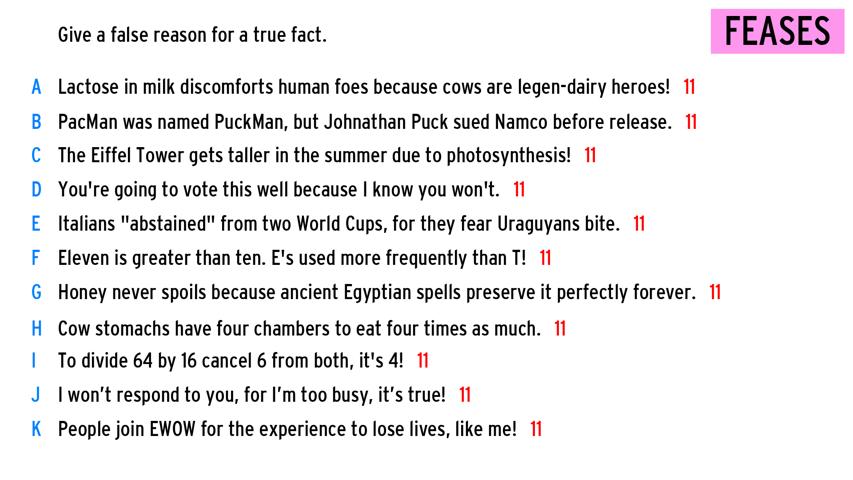 Give a false reason for a true fact.
FEASES
A Lactose in milk discomforts human foes because cows are legen-dairy heroes! 11
B PacMan was named PuckMan, but Johnathan Puck sued Namco before release. 11
C The Eiffel Tower gets taller in the summer due to photosynthesis! 11
D You're going to vote this well because I know you won't. 11
E Italians "abstained" from two World Cups, for they fear Uraguyans bite. 11
F Eleven is greater than ten. E's used more frequently than T! 11
G Honey never spoils because ancient Egyptian spells preserve it perfectly forever. 11
H Cow stomachs have four chambers to eat four times as much. 11
I To divide 64 by 16 cancel 6 from both, it's 4! 11
J I won’t respond to you, for I’m too busy, it’s true! 11
K People join EWOW for the experience to lose lives, like me! 11